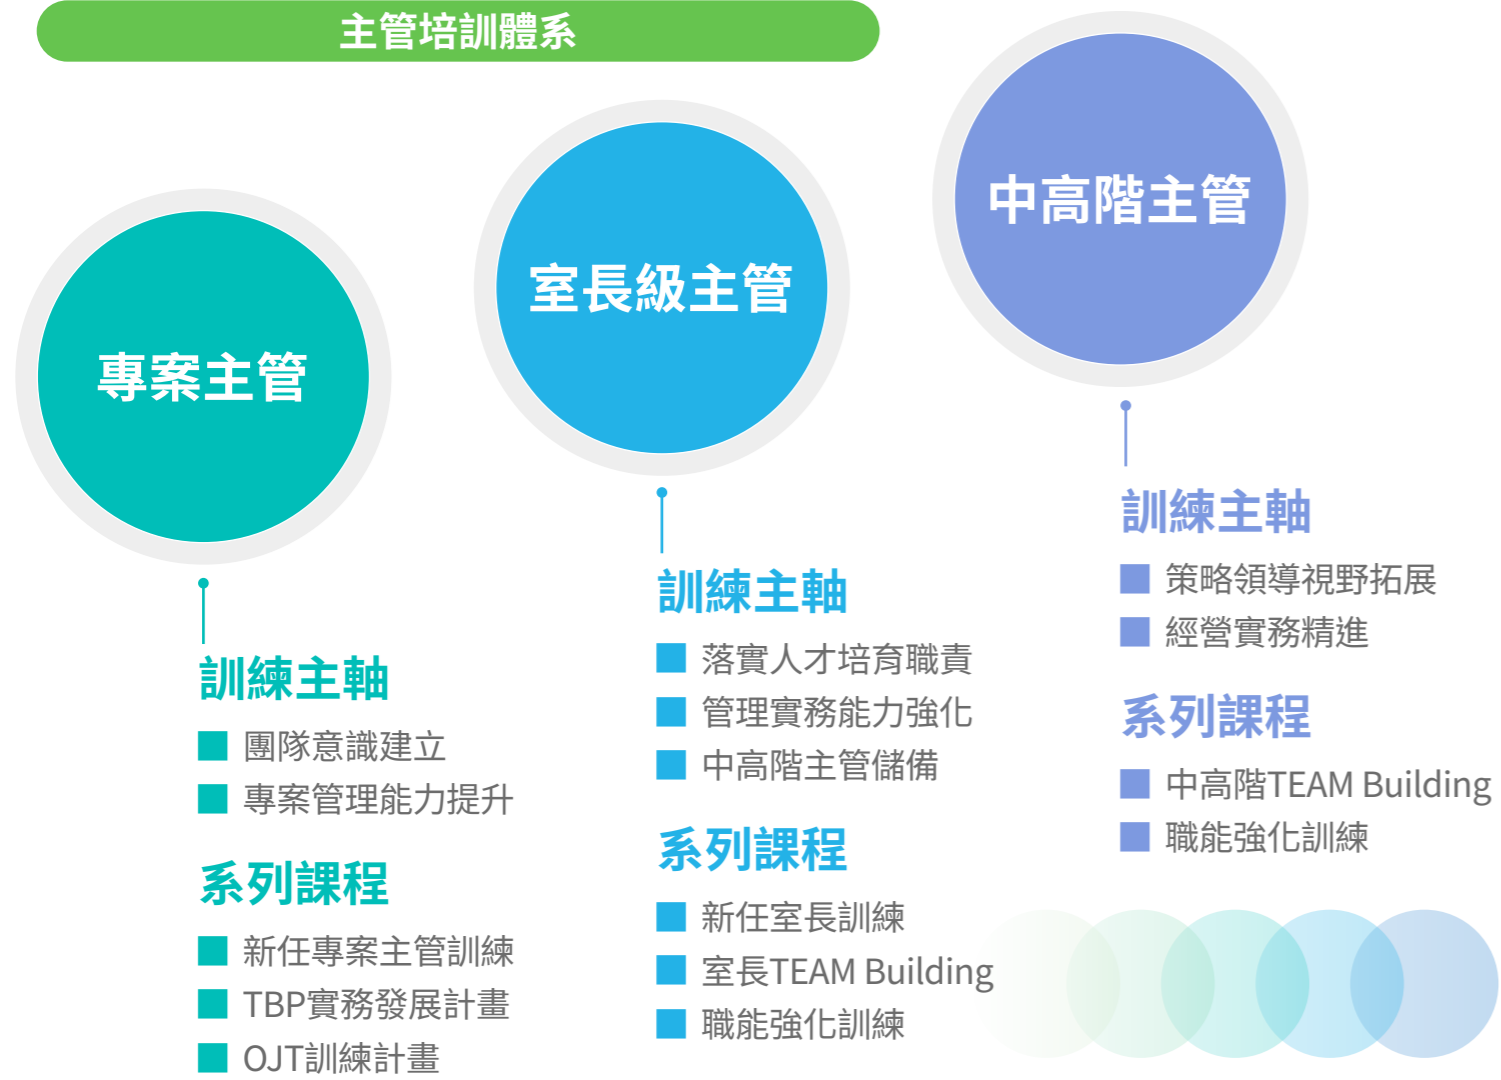 主管培訓體系
專案主管
訓練主軸
團隊意識建立
專案管理能力提升
系列課程
新任專案主管訓練
TBP實務發展計畫
OJT訓練計畫
室長級主管
訓練主軸
落實人才培育職責
管理實務能力強化
中高階主管儲備
系列課程
新任室長訓練
室長TEAM Building
職能強化訓練
中高階主管
訓練主軸
策略領導視野拓展
經營實務精進
系列課程
中高階TEAM Building
職能強化訓練